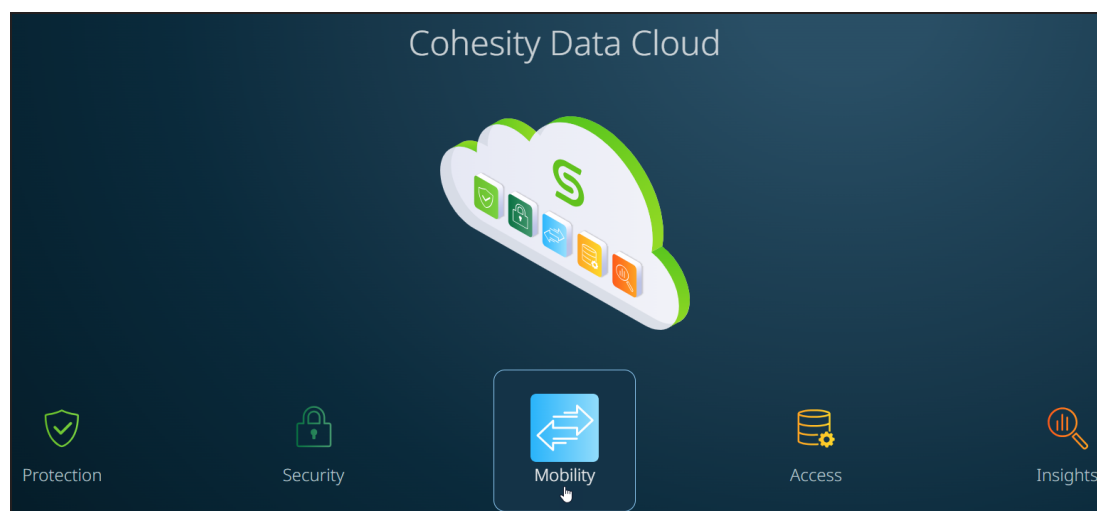 Cohesity Data Cloud
Protection
Security
Mobility
Access
Insights